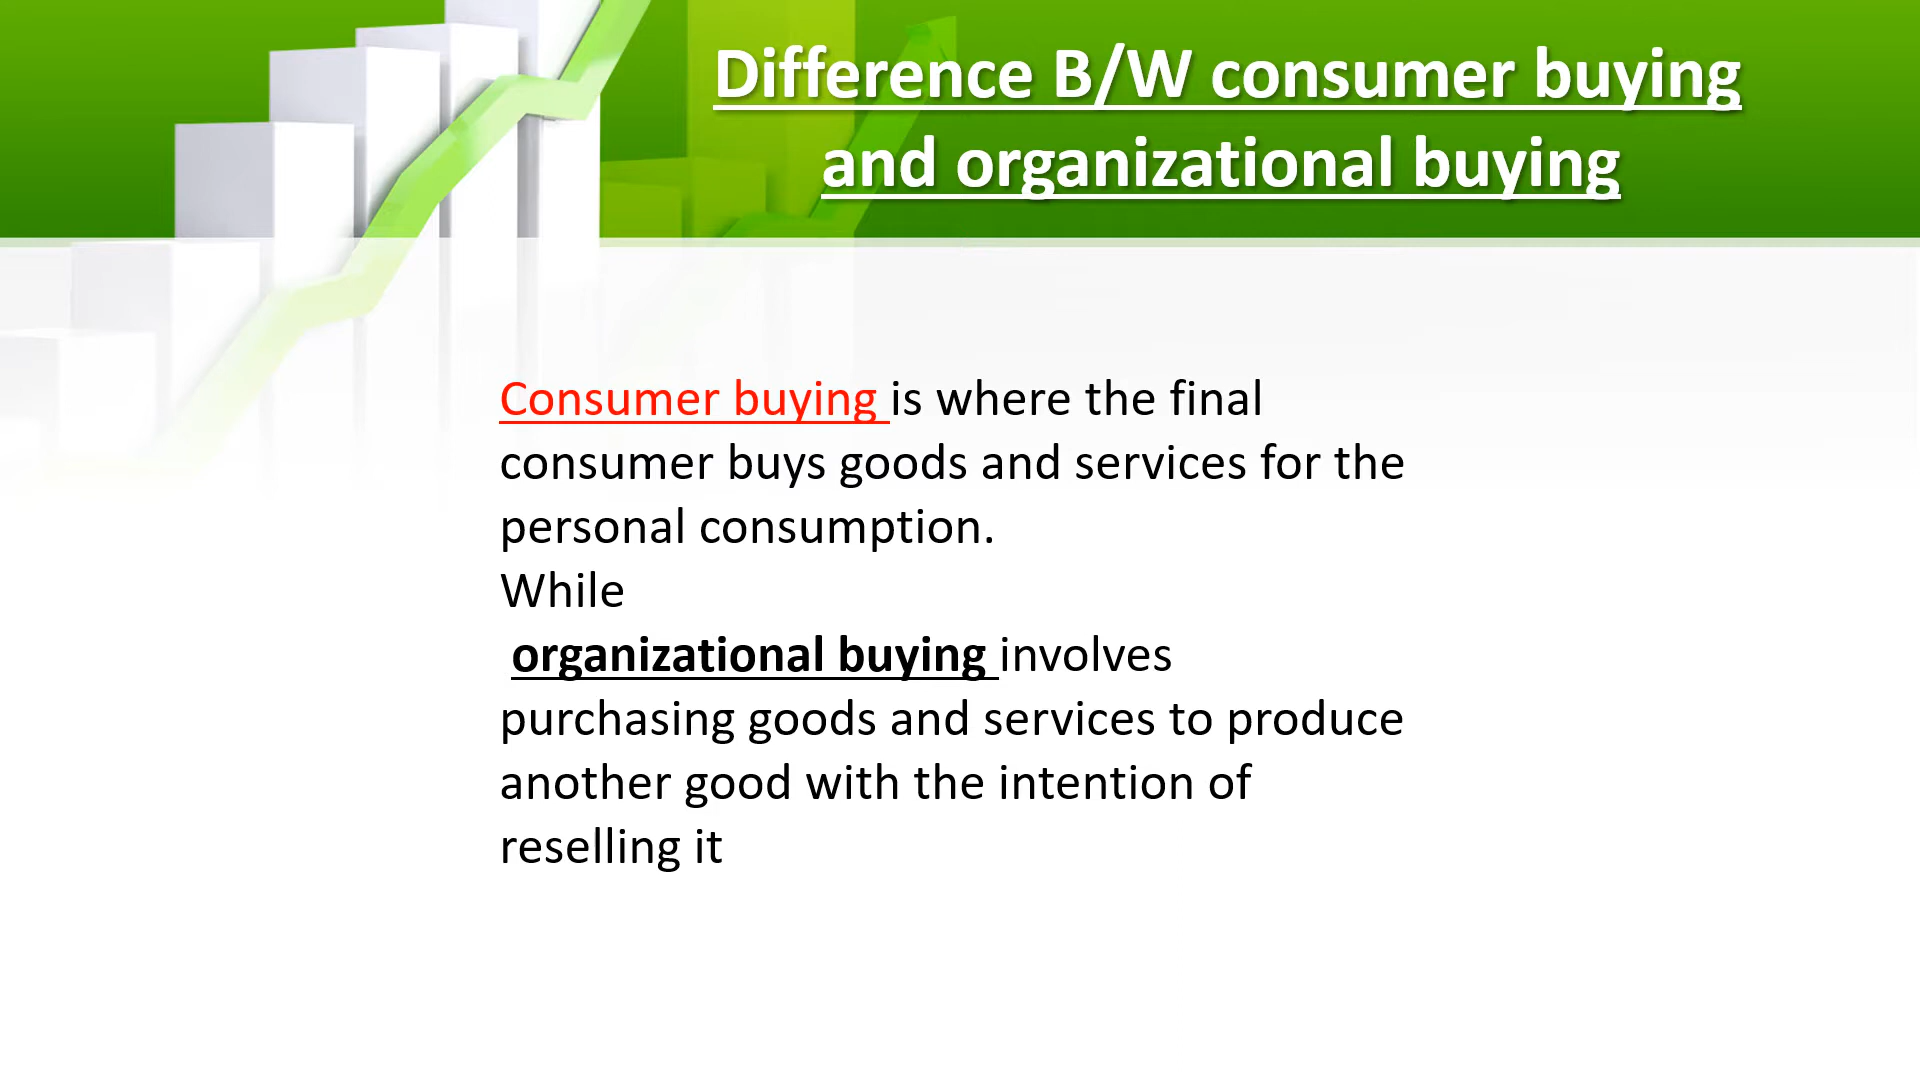 Difference B/W consumer buying
and organizational buying
Consumer buying is where the final
consumer buys goods and services for the
personal consumption.
While
organizational buying involves
purchasing goods and services to produce
another good with the intention of
reselling it